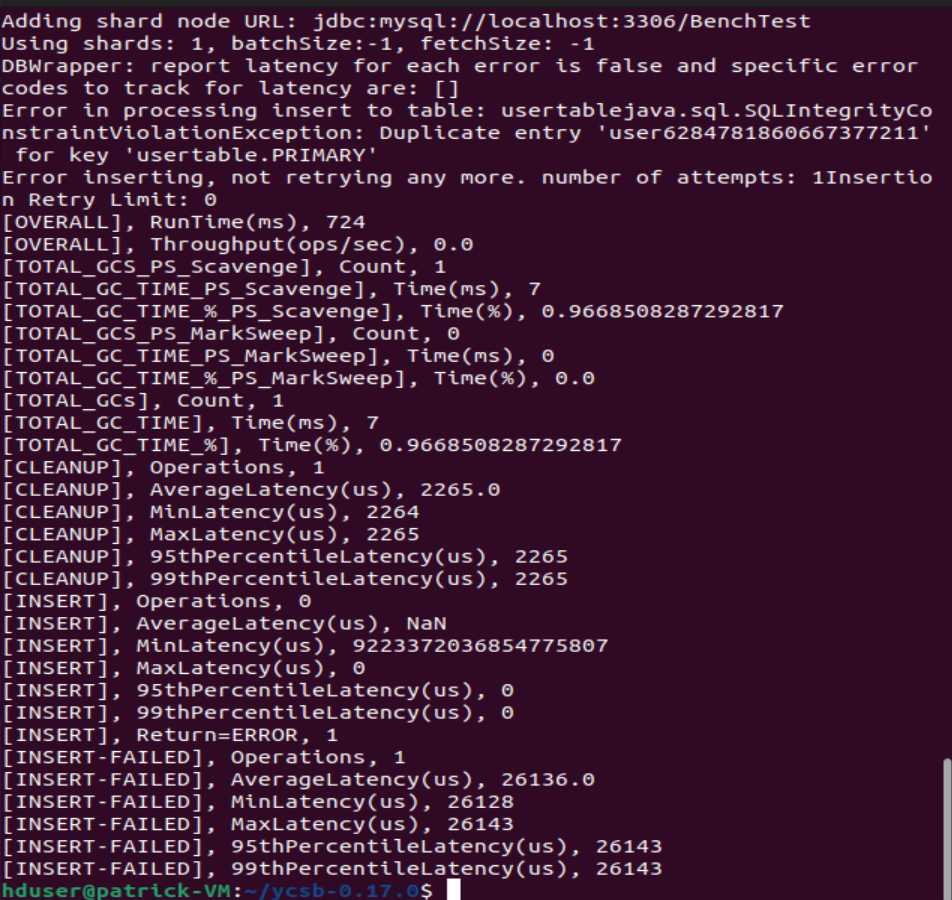 Adding shard node URL: jdbc:mysql://localhost:3306/BenchTest
Using shards: 1, batchSize:-1, fetchSize: -1
DBWrapper: report latency for each error is false and specific error
codes to track for latency are: []
Error in processing insert to table: usertablejava.sql.SQLIntegrityCo
nstraintViolationException: Duplicate entry 'user6284781860667377211'
 for key 'usertable.PRIMARY'
Error inserting, not retrying any more. number of attempts: 1Insertio
n Retry Limit: 0
[OVERALL], RunTime(ms), 724
[OVERALL], Throughput(ops/sec), 0.0
[TOTAL_GCS_PS_Scavenge], Count, 1
[TOTAL_GC_TIME_PS_Scavenge], Time(ms), 7
[TOTAL_GC_TIME_%_PS_Scavenge], Time(%), 0.9668508287292817
[TOTAL_GCS_PS_MarkSweep], Count, 0
[TOTAL_GC_TIME_PS_MarkSweep], Time(ms), 0
[TOTAL_GC_TIME_%_PS_MarkSweep], Time(%), 0.0
[TOTAL_GCs], Count, 1
[TOTAL_GC_TIME], Time(ms), 7
[TOTAL_GC_TIME_%], Time(%), 0.9668508287292817
[CLEANUP], Operations, 1
[CLEANUP], AverageLatency(us), 2265.0
[CLEANUP], MinLatency(us), 2264
[CLEANUP], MaxLatency(us), 2265
[CLEANUP], 95thPercentileLatency(us), 2265
[CLEANUP], 99thPercentileLatency(us), 2265
[INSERT], Operations, 0
[INSERT], AverageLatency(us), NaN
[INSERT], MinLatency(us), 9223372036854775807
[INSERT], MaxLatency(us), 0
[INSERT], 95thPercentileLatency(us), 0
[INSERT], 99thPercentileLatency(us), 0
[INSERT], Return=ERROR, 1
[INSERT-FAILED], Operations, 1
[INSERT-FAILED], AverageLatency(us), 26136.0
[INSERT-FAILED], MinLatency(us), 26128
[INSERT-FAILED], MaxLatency(us), 26143
[INSERT-FAILED], 95thPercentileLatency(us), 26143
[INSERT-FAILED], 99thPercentileLatency(us), 26143
hduser@patrick-VM:~/ycsb-0.17.0$